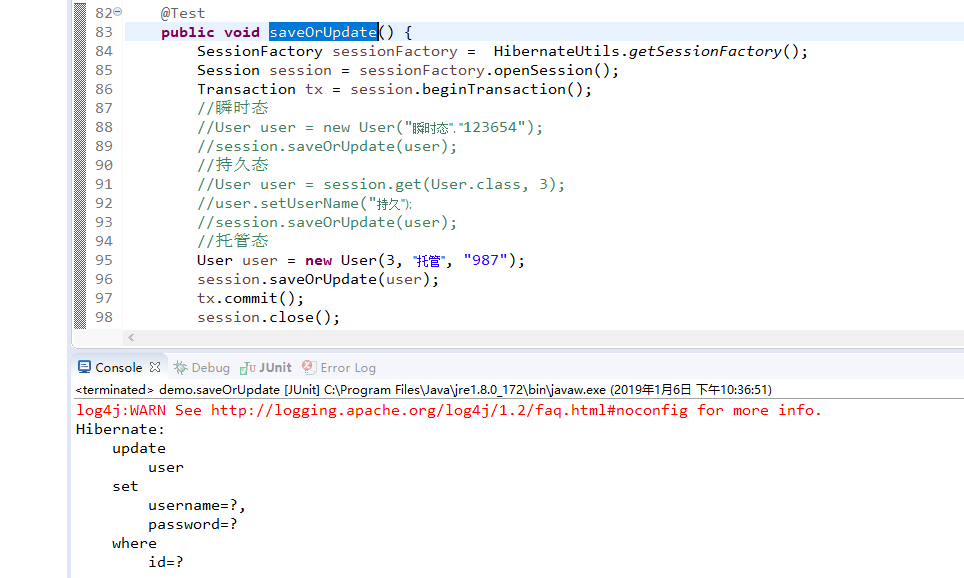 82 @Test
83 public void saveOrUpdate() {
84 SessionFactory sessionFactory =  HibernateUtils.getSessionFactory();
85 Session session = sessionFactory.openSession();
86 Transaction tx = session.beginTransaction();
87 //瞬时态
88 //User user = new User("瞬时态","123654");
89 //session.saveOrUpdate(user);
90 //持久态
91 //User user = session.get(User.class, 3);
92 //user.setUserName("持久");
93 //session.saveOrUpdate(user);
94 //托管态
95 User user = new User(3, "托管", "987");
96 session.saveOrUpdate(user);
97 tx.commit();
98 session.close();
Console Debug JUnit Error Log
<terminated> demo.saveOrUpdate [JUnit] C:\Program Files\Java\jre1.8.0_172\bin\javaw.exe (2019年1月6日 下午10:36:51)
log4j:WARN See http://logging.apache.org/log4j/1.2/faq.html#noconfig for more info.
Hibernate:
update
user
set
username=?,
password=?
where
id=?